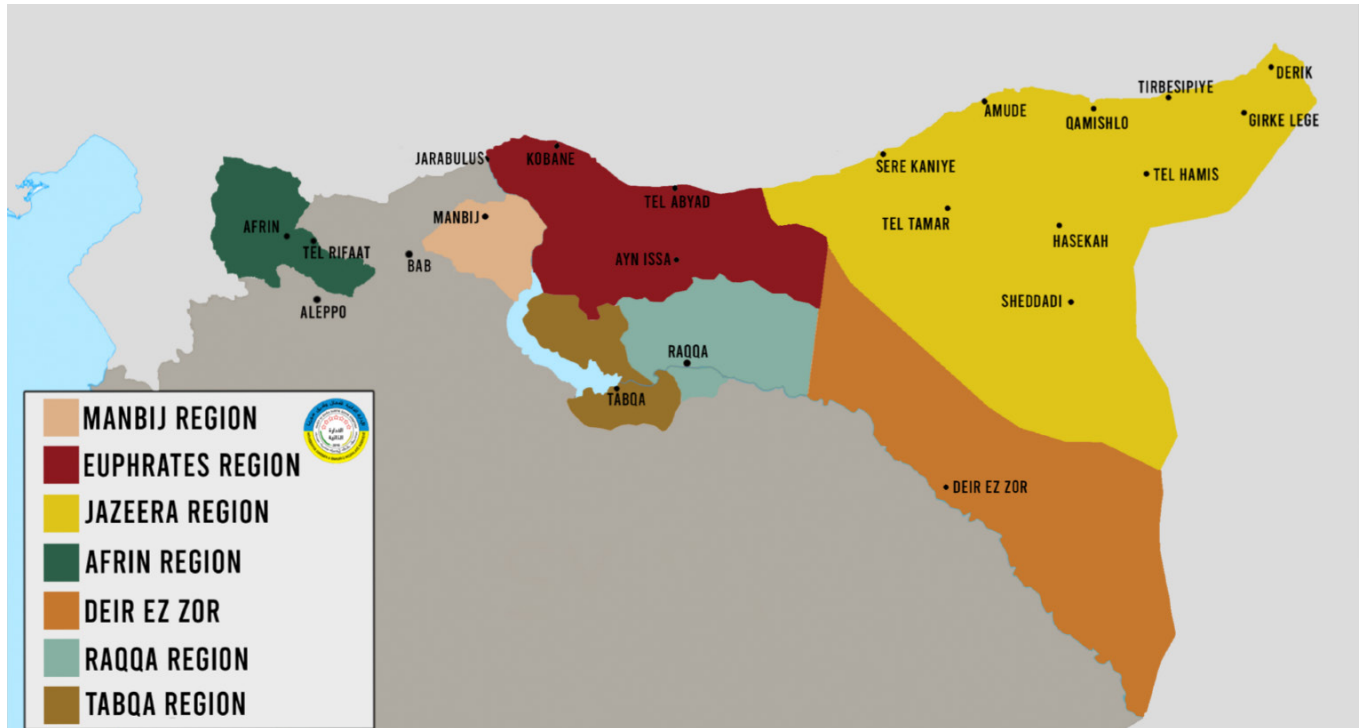 DERIK
TIRBESIPIYE
AMUDE
QAMISHLO
GIRKE LEGE
JARABULUS
KOBANE
SERE KANIYE
TEL HAMIS
TEL ABYAD
MANBIJ
TEL TAMAR
AFRIN
HASEKAH
TEL RIFAAT
BAB
AYN ISSA
ALEPPO
SHEDDADI
RAQQA
TABQA
DEIR EZ ZOR
MANBIJ REGION
EUPHRATES REGION
JAZEERA REGION
AFRIN REGION
DEIR EZ ZOR
RAQQA REGION
TABQA REGION